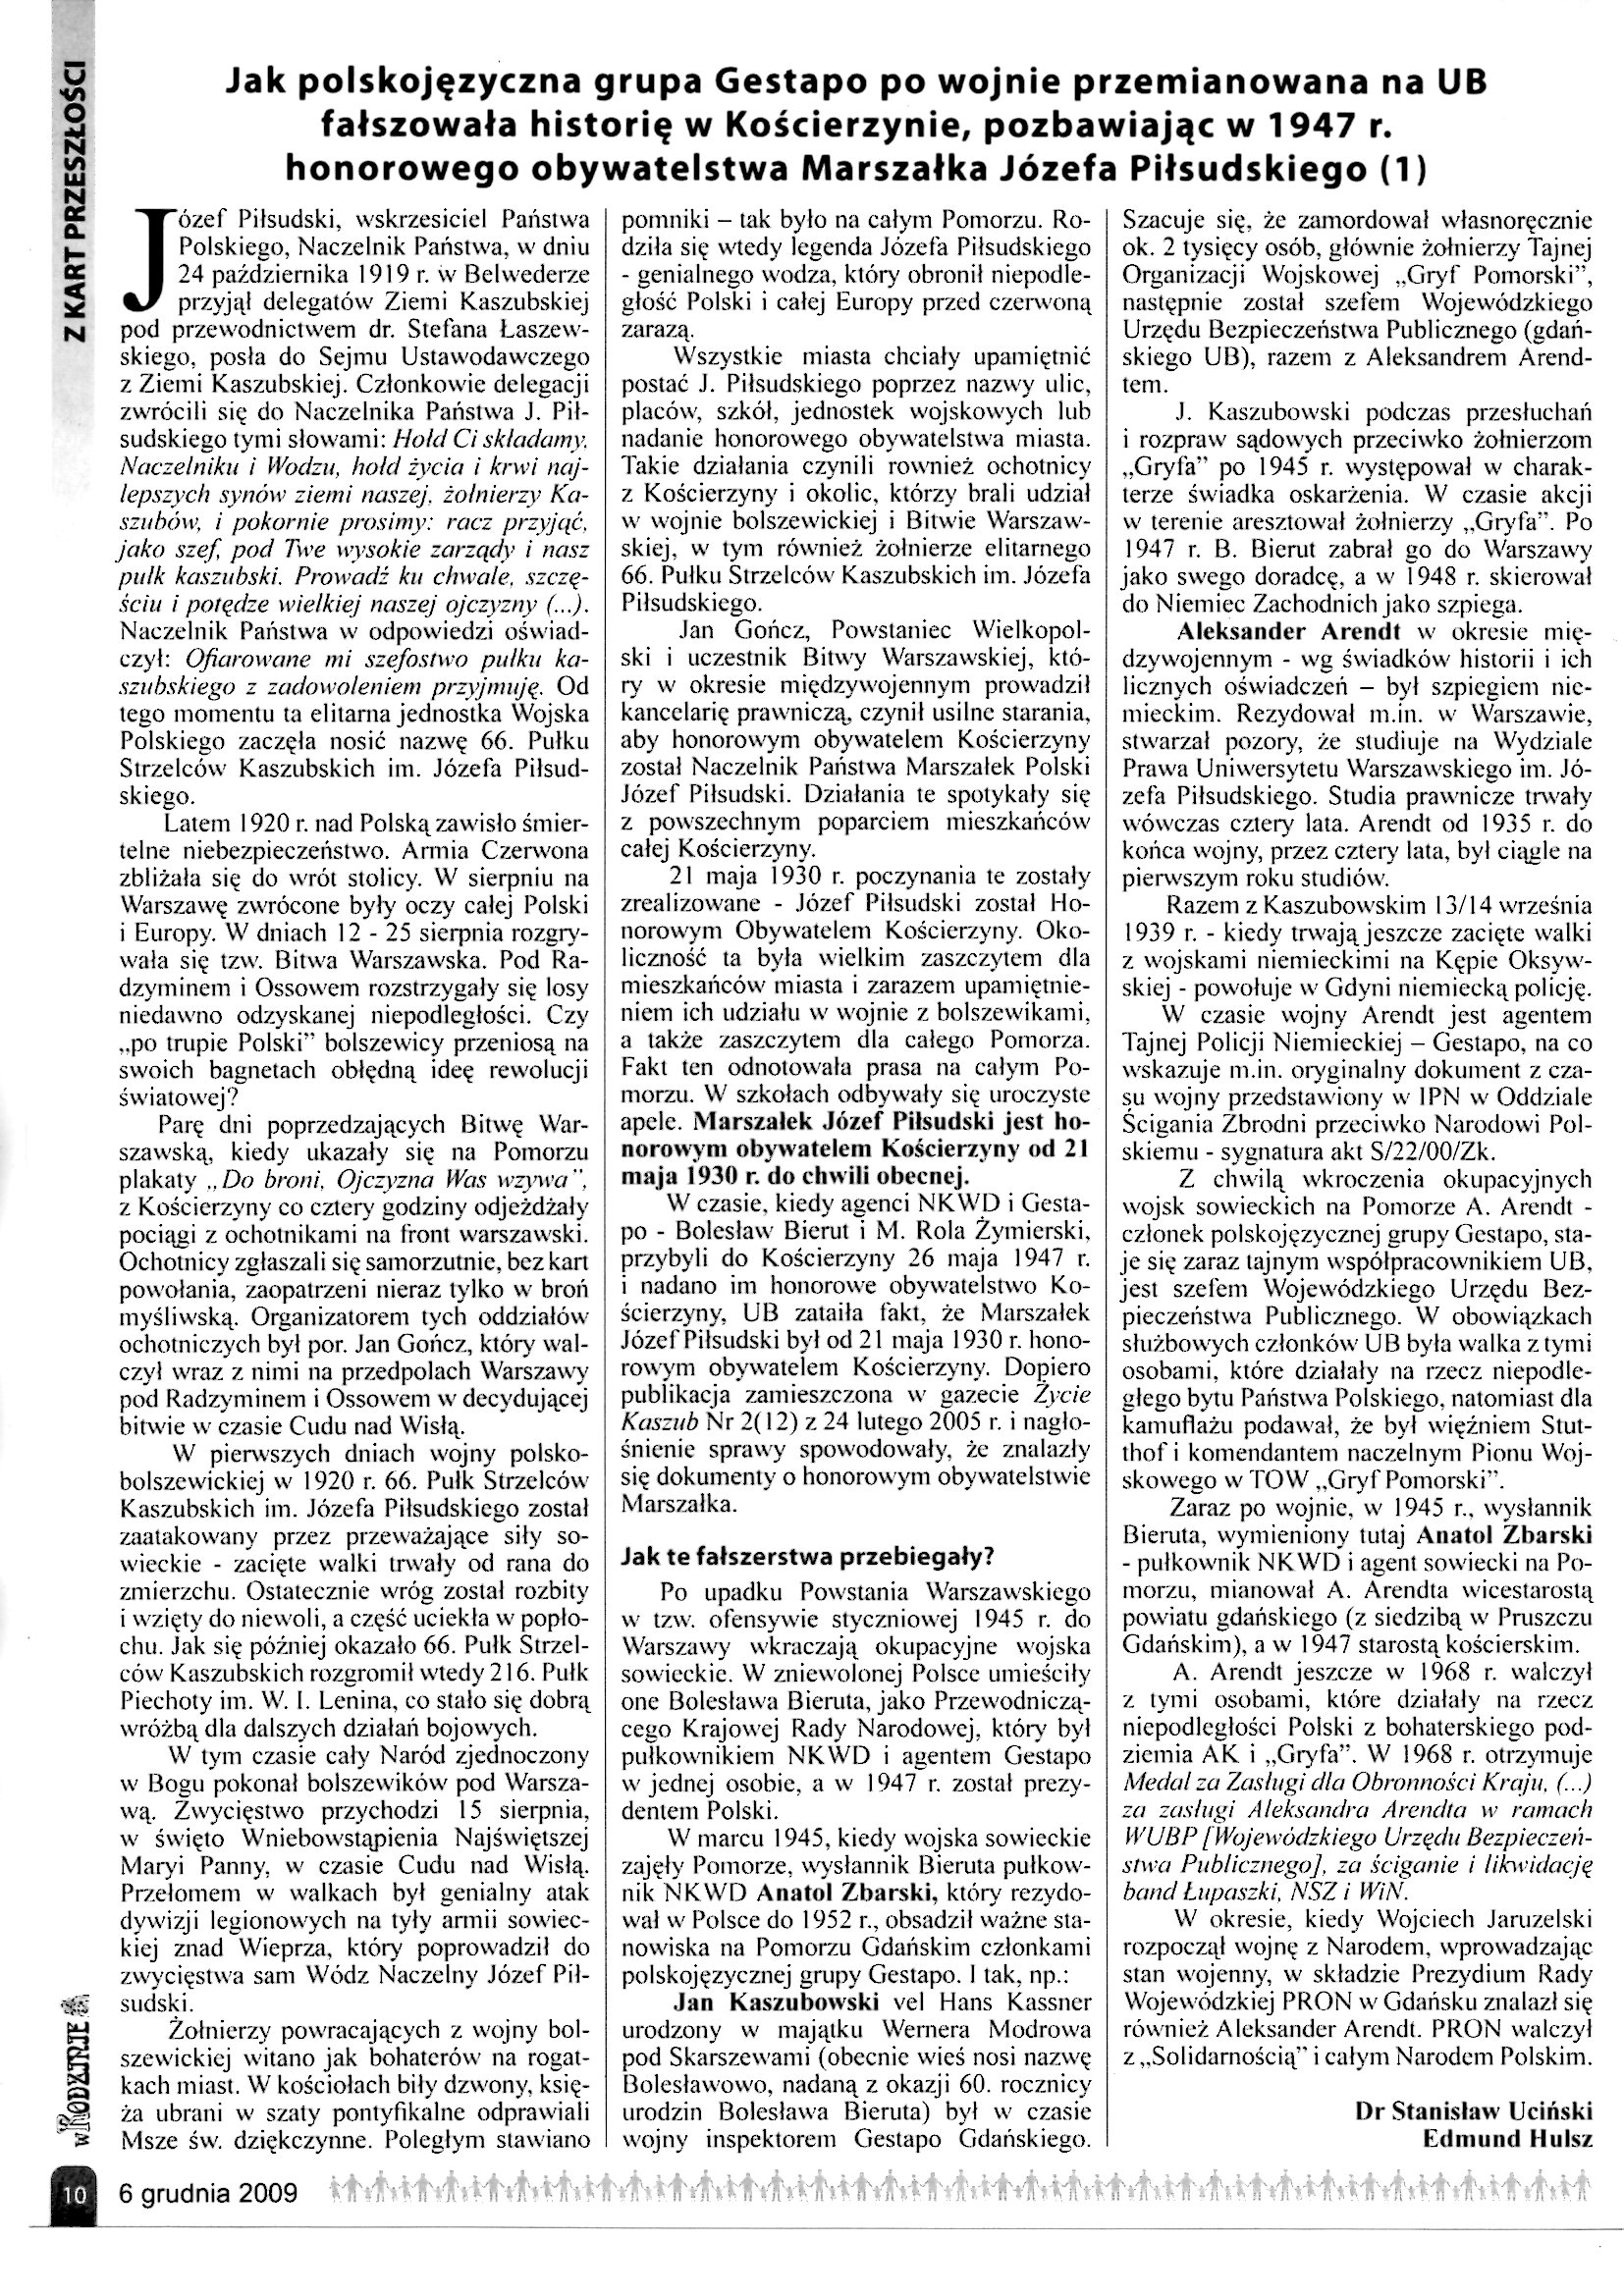 Z KART PRZESZŁOŚCI
Jak polskojęzyczna grupa Gestapo po wojnie przemianowana na UB
fałszowała historię w Kościerzynie, pozbawiając w 1947 r.
honorowego obywatelstwa Marszałka Józefa Piłsudskiego (1)
Józef Piłsudski, wskrzesiciel Państwa
Polskiego, Naczelnik Państwa, w dniu
24 października 1919 r. w Belwederze
przyjął delegatów Ziemi Kaszubskiej
pod przewodnictwem dr. Stefana Łaszew-
skiego, posła do Sejmu Ustawodawczego
z Ziemi Kaszubskiej. Członkowie delegacji
zwrócili się do Naczelnika Państwa J. Pił-
sudskiego tymi słowami: Hołd Ci składamy,
Naczelniku i Wodzu, hołd życia i krwi naj-
lepszych synów ziemi naszej, żołnierzy Ka-
szubów, i pokornie prosimy: racz przyjąć,
jako szef, pod Twe wysokie zarządy i nasz
pułk kaszubski. Prowadź ku chwale, szczę-
ściu i potędze wielkiej naszej ojczyzny (...).
Naczelnik Państwa w odpowiedzi oświad-
czył: Ofiarowane mi szefostwo pułku ka-
szubskiego z zadowoleniem przyjmuję. Od
tego momentu ta elitarna jednostka Wojska
Polskiego zaczęła nosić nazwę 66. Pułku
Strzelców Kaszubskich im. Józefa Piłsud-
skiego.
Latem 1920 r. nad Polską zawisło śmier-
telne niebezpieczeństwo. Armia Czerwona
zbliżała się do wrót stolicy. W sierpniu na
Warszawę zwrócone były oczy całej Polski
i Europy. W dniach 12 - 25 sierpnia rozgry-
wała się tzw. Bitwa Warszawska. Pod Ra-
dzyminem i Ossowem rozstrzygały się losy
niedawno odzyskanej niepodległości. Czy
„po trupie Polski” bolszewicy przeniosą na
swoich bagnetach obłędną ideę rewolucji
światowej?
Parę dni poprzedzających Bitwę War-
szawską, kiedy ukazały się na Pomorzu
plakaty „Do broni, Ojczyzna Was wzywa”,
z Kościerzyny co cztery godziny odjeżdżały
pociągi z ochotnikami na front warszawski.
Ochotnicy zgłaszali się samorzutnie, bez kart
powołania, zaopatrzeni nieraz tylko w broń
myśliwską. Organizatorem tych oddziałów
ochotniczych był por. Jan Gończ, który wal-
czył wraz z nimi na przedpolach Warszawy
pod Radzyminem i Ossowem w decydującej
bitwie w czasie Cudu nad Wisłą.
W pierwszych dniach wojny polsko-
bolszewickiej w 1920 r. 66. Pułk Strzelców
Kaszubskich im. Józefa Piłsudskiego został
zaatakowany przez przeważające siły so-
wieckie - zacięte walki trwały od rana do
zmierzchu. Ostatecznie wróg został rozbity
i wzięty do niewoli, a część uciekła w popło-
chu. Jak się później okazało 66. Pułk Strzel-
ców Kaszubskich rozgromił wtedy 216. Pułk
Piechoty im. W. I. Lenina, co stało się dobrą
wróżbą dla dalszych działań bojowych.
W tym czasie cały Naród zjednoczony
w Bogu pokonał bolszewików pod Warsza-
wą. Zwycięstwo przychodzi 15 sierpnia,
w święto Wniebowstąpienia Najświętszej
Maryi Panny, w czasie Cudu nad Wisłą.
Przełomem w walkach był genialny atak
dywizji legionowych na tyły armii sowiec-
kiej znad Wieprza, który poprowadził do
zwycięstwa sam Wódz Naczelny Józef Pił-
sudski.
Żołnierzy powracających z wojny bol-
szewickiej witano jak bohaterów na rogat-
kach miast. W kościołach biły dzwony, księ-
ża ubrani w szaty pontyfikalne odprawiali
Msze św. dziękczynne. Poległym stawiano
pomniki – tak było na całym Pomorzu. Ro-
dziła się wtedy legenda Józefa Piłsudskiego
- genialnego wodza, który obronił niepodle-
głość Polski i całej Europy przed czerwoną
zarazą.
Wszystkie miasta chciały upamiętnić
postać J. Piłsudskiego poprzez nazwy ulic,
placów, szkół, jednostek wojskowych lub
nadanie honorowego obywatelstwa miasta.
Takie działania czynili rownież ochotnicy
z Kościerzyny i okolic, którzy brali udział
w wojnie bolszewickiej i Bitwie Warszaw-
skiej, w tym również żołnierze elitarnego
66. Pułku Strzelców Kaszubskich im. Józefa
Piłsudskiego.
Jan Gończ, Powstaniec Wielkopol-
ski i uczestnik Bitwy Warszawskiej, któ-
ry w okresie międzywojennym prowadził
kancelarię prawniczą, czynił usilne starania,
aby honorowym obywatelem Kościerzyny
został Naczelnik Państwa Marszałek Polski
Józef Piłsudski. Działania te spotykały się
z powszechnym poparciem mieszkańców
całej Kościerzyny.
21 maja 1930 r. poczynania te zostały
zrealizowane - Józef Piłsudski został Ho-
norowym Obywatelem Kościerzyny. Oko-
liczność ta była wielkim zaszczytem dla
mieszkańców miasta i zarazem upamiętnie-
niem ich udziału w wojnie z bolszewikami,
a także zaszczytem dla całego Pomorza.
Fakt ten odnotowała prasa na całym Po-
morzu. W szkołach odbywały się uroczyste
apele. Marszałek Józef Piłsudski jest ho-
norowym obywatelem Kościerzyny od 21
maja 1930 r. do chwili obecnej.
W czasie, kiedy agenci NKWD i Gesta-
po - Bolesław Bierut i M. Rola Żymierski,
przybyli do Kościerzyny 26 maja 1947 r.
i nadano im honorowe obywatelstwo Ko-
ścierzyny, UB zataiła fakt, że Marszałek
Józef Piłsudski był od 21 maja 1930 r. hono-
rowym obywatelem Kościerzyny. Dopiero
publikacja zamieszczona w gazecie Życie
Kaszub Nr 2(12) z 24 lutego 2005 r. i nagło-
śnienie sprawy spowodowały, że znalazły
się dokumenty o honorowym obywatelstwie
Marszałka.
Jak te fałszerstwa przebiegały?
Po upadku Powstania Warszawskiego
w tzw. ofensywie styczniowej 1945 r. do
Warszawy wkraczają okupacyjne wojska
sowieckie. W zniewolonej Polsce umieściły
one Bolesława Bieruta, jako Przewodniczą-
cego Krajowej Rady Narodowej, który był
pułkownikiem NKWD i agentem Gestapo
w jednej osobie, a w 1947 r. został prezy-
dentem Polski.
W marcu 1945, kiedy wojska sowieckie
zajęły Pomorze, wysłannik Bieruta pułkow-
nik NKWD Anatol Zbarski, który rezydo-
wał w Polsce do 1952 r., obsadził ważne sta-
nowiska na Pomorzu Gdańskim członkami
polskojęzycznej grupy Gestapo. I tak, np.:
Jan Kaszubowski vel Hans Kassner
urodzony w majątku Wernera Modrowa
pod Skarszewami (obecnie wieś nosi nazwę
Bolesławowo, nadaną z okazji 60. rocznicy
urodzin Bolesława Bieruta) był w czasie
wojny inspektorem Gestapo Gdańskiego.
Szacuje się, że zamordował własnoręcznie
ok. 2 tysięcy osób, głównie żołnierzy Tajnej
Organizacji Wojskowej „Gryf Pomorski”,
następnie został szefem Wojewódzkiego
Urzędu Bezpieczeństwa Publicznego (gdań-
skiego UB), razem z Aleksandrem Arend-
tem.
J. Kaszubowski podczas przesłuchań
i rozpraw sądowych przeciwko żołnierzom
„Gryfa” po 1945 r. występował w charak-
terze świadka oskarżenia. W czasie akcji
w terenie aresztował żołnierzy „Gryfa”. Po
1947 r. B. Bierut zabrał go do Warszawy
jako swego doradcę, a w 1948 r. skierował
do Niemiec Zachodnich jako szpiega.
Aleksander Arendt w okresie mię-
dzywojennym - wg świadków historii i ich
licznych oświadczeń – był szpiegiem nie-
mieckim. Rezydował m.in. w Warszawie,
stwarzał pozory, że studiuje na Wydziale
Prawa Uniwersytetu Warszawskiego im. Jó-
zefa Piłsudskiego. Studia prawnicze trwały
wówczas cztery lata. Arendt od 1935 r. do
końca wojny, przez cztery lata, był ciągle na
pierwszym roku studiów.
Razem z Kaszubowskim 13/14 września
1939 r. - kiedy trwają jeszcze zacięte walki
z wojskami niemieckimi na Kępie Oksyw-
skiej - powołuje w Gdyni niemiecką policję.
W czasie wojny Arendt jest agentem
Tajnej Policji Niemieckiej – Gestapo, na co
wskazuje m.in. oryginalny dokument z cza-
su wojny przedstawiony w IPN w Oddziale
Ścigania Zbrodni przeciwko Narodowi Pol-
skiemu - sygnatura akt S/22/00/Zk.
Z chwilą wkroczenia okupacyjnych
wojsk sowieckich na Pomorze A. Arendt -
członek polskojęzycznej grupy Gestapo, sta-
je się zaraz tajnym współpracownikiem UB,
jest szefem Wojewódzkiego Urzędu Bez-
pieczeństwa Publicznego. W obowiązkach
służbowych członków UB była walka z tymi
osobami, które działały na rzecz niepodle-
głego bytu Państwa Polskiego, natomiast dla
kamuflażu podawał, że był więźniem Stut-
thof i komendantem naczelnym Pionu Woj-
skowego w TOW „Gryf Pomorski”.
Zaraz po wojnie, w 1945 r., wysłannik
Bieruta, wymieniony tutaj Anatol Zbarski
- pułkownik NKWD i agent sowiecki na Po-
morzu, mianował A. Arendta wicestarostą
powiatu gdańskiego (z siedzibą w Pruszczu
Gdańskim), a w 1947 starostą kościerskim.
A. Arendt jeszcze w 1968 r. walczył
z tymi osobami, które działały na rzecz
niepodległości Polski z bohaterskiego pod-
ziemia AK i „Gryfa”. W 1968 r. otrzymuje
Medal za Zasługi dla Obronności Kraju, (...)
za zasługi Aleksandra Arendta w ramach
WUBP [Wojewódzkiego Urzędu Bezpieczeń-
stwa Publicznego], za ściganie i likwidację
band Łupaszki, NSZ i WiN.
W okresie, kiedy Wojciech Jaruzelski
rozpoczął wojnę z Narodem, wprowadzając
stan wojenny, w składzie Prezydium Rady
Wojewódzkiej PRON w Gdańsku znalazł się
również Aleksander Arendt. PRON walczył
z „Solidarnością” i całym Narodem Polskim.
Dr Stanisław Uciński
Edmund Hulsz
w RODZINIE
10 6 grudnia 2009